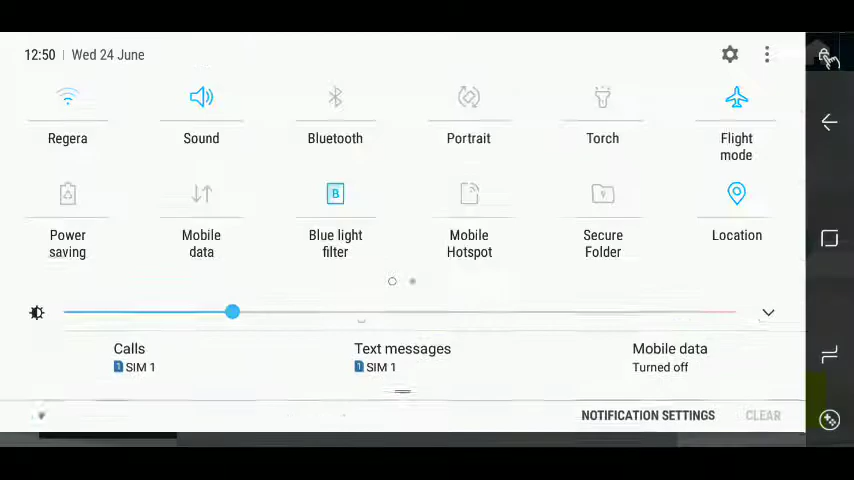 12:50 | Wed 24 June
Regera
Sound
Bluetooth
Portrait
Torch
Flight
mode
Power
saving
Mobile
data
B
Blue light
filter
Mobile
Hotspot
Secure
Folder
Location
Calls
Text messages
Mobile data
1 SIM 1
1 SIM 1
Turned off
NOTIFICATION SETTINGS
CLEAR